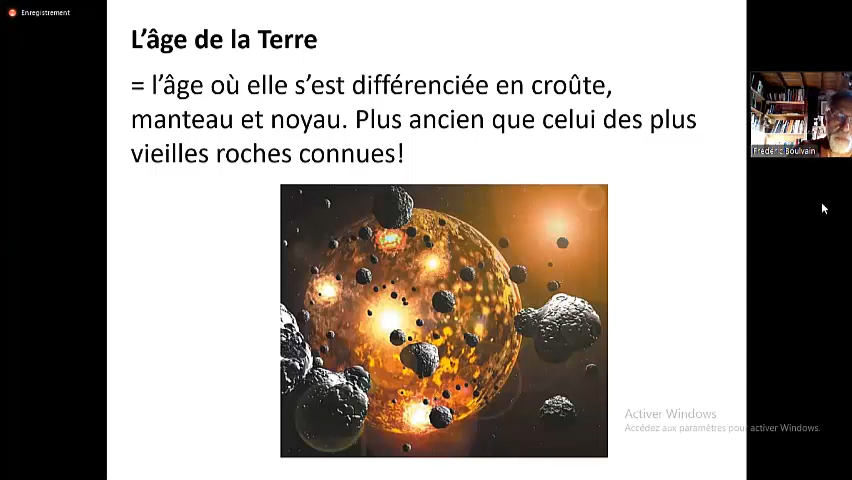 Enregistrement
L'âge de la Terre
= l'âge où elle s'est différenciée en croûte,
manteau et noyau. Plus ancien que celui des plus
vieilles roches connues!
Frédéric Boulvain
Activer Windows
Accédez aux paramètres pour activer Windows.